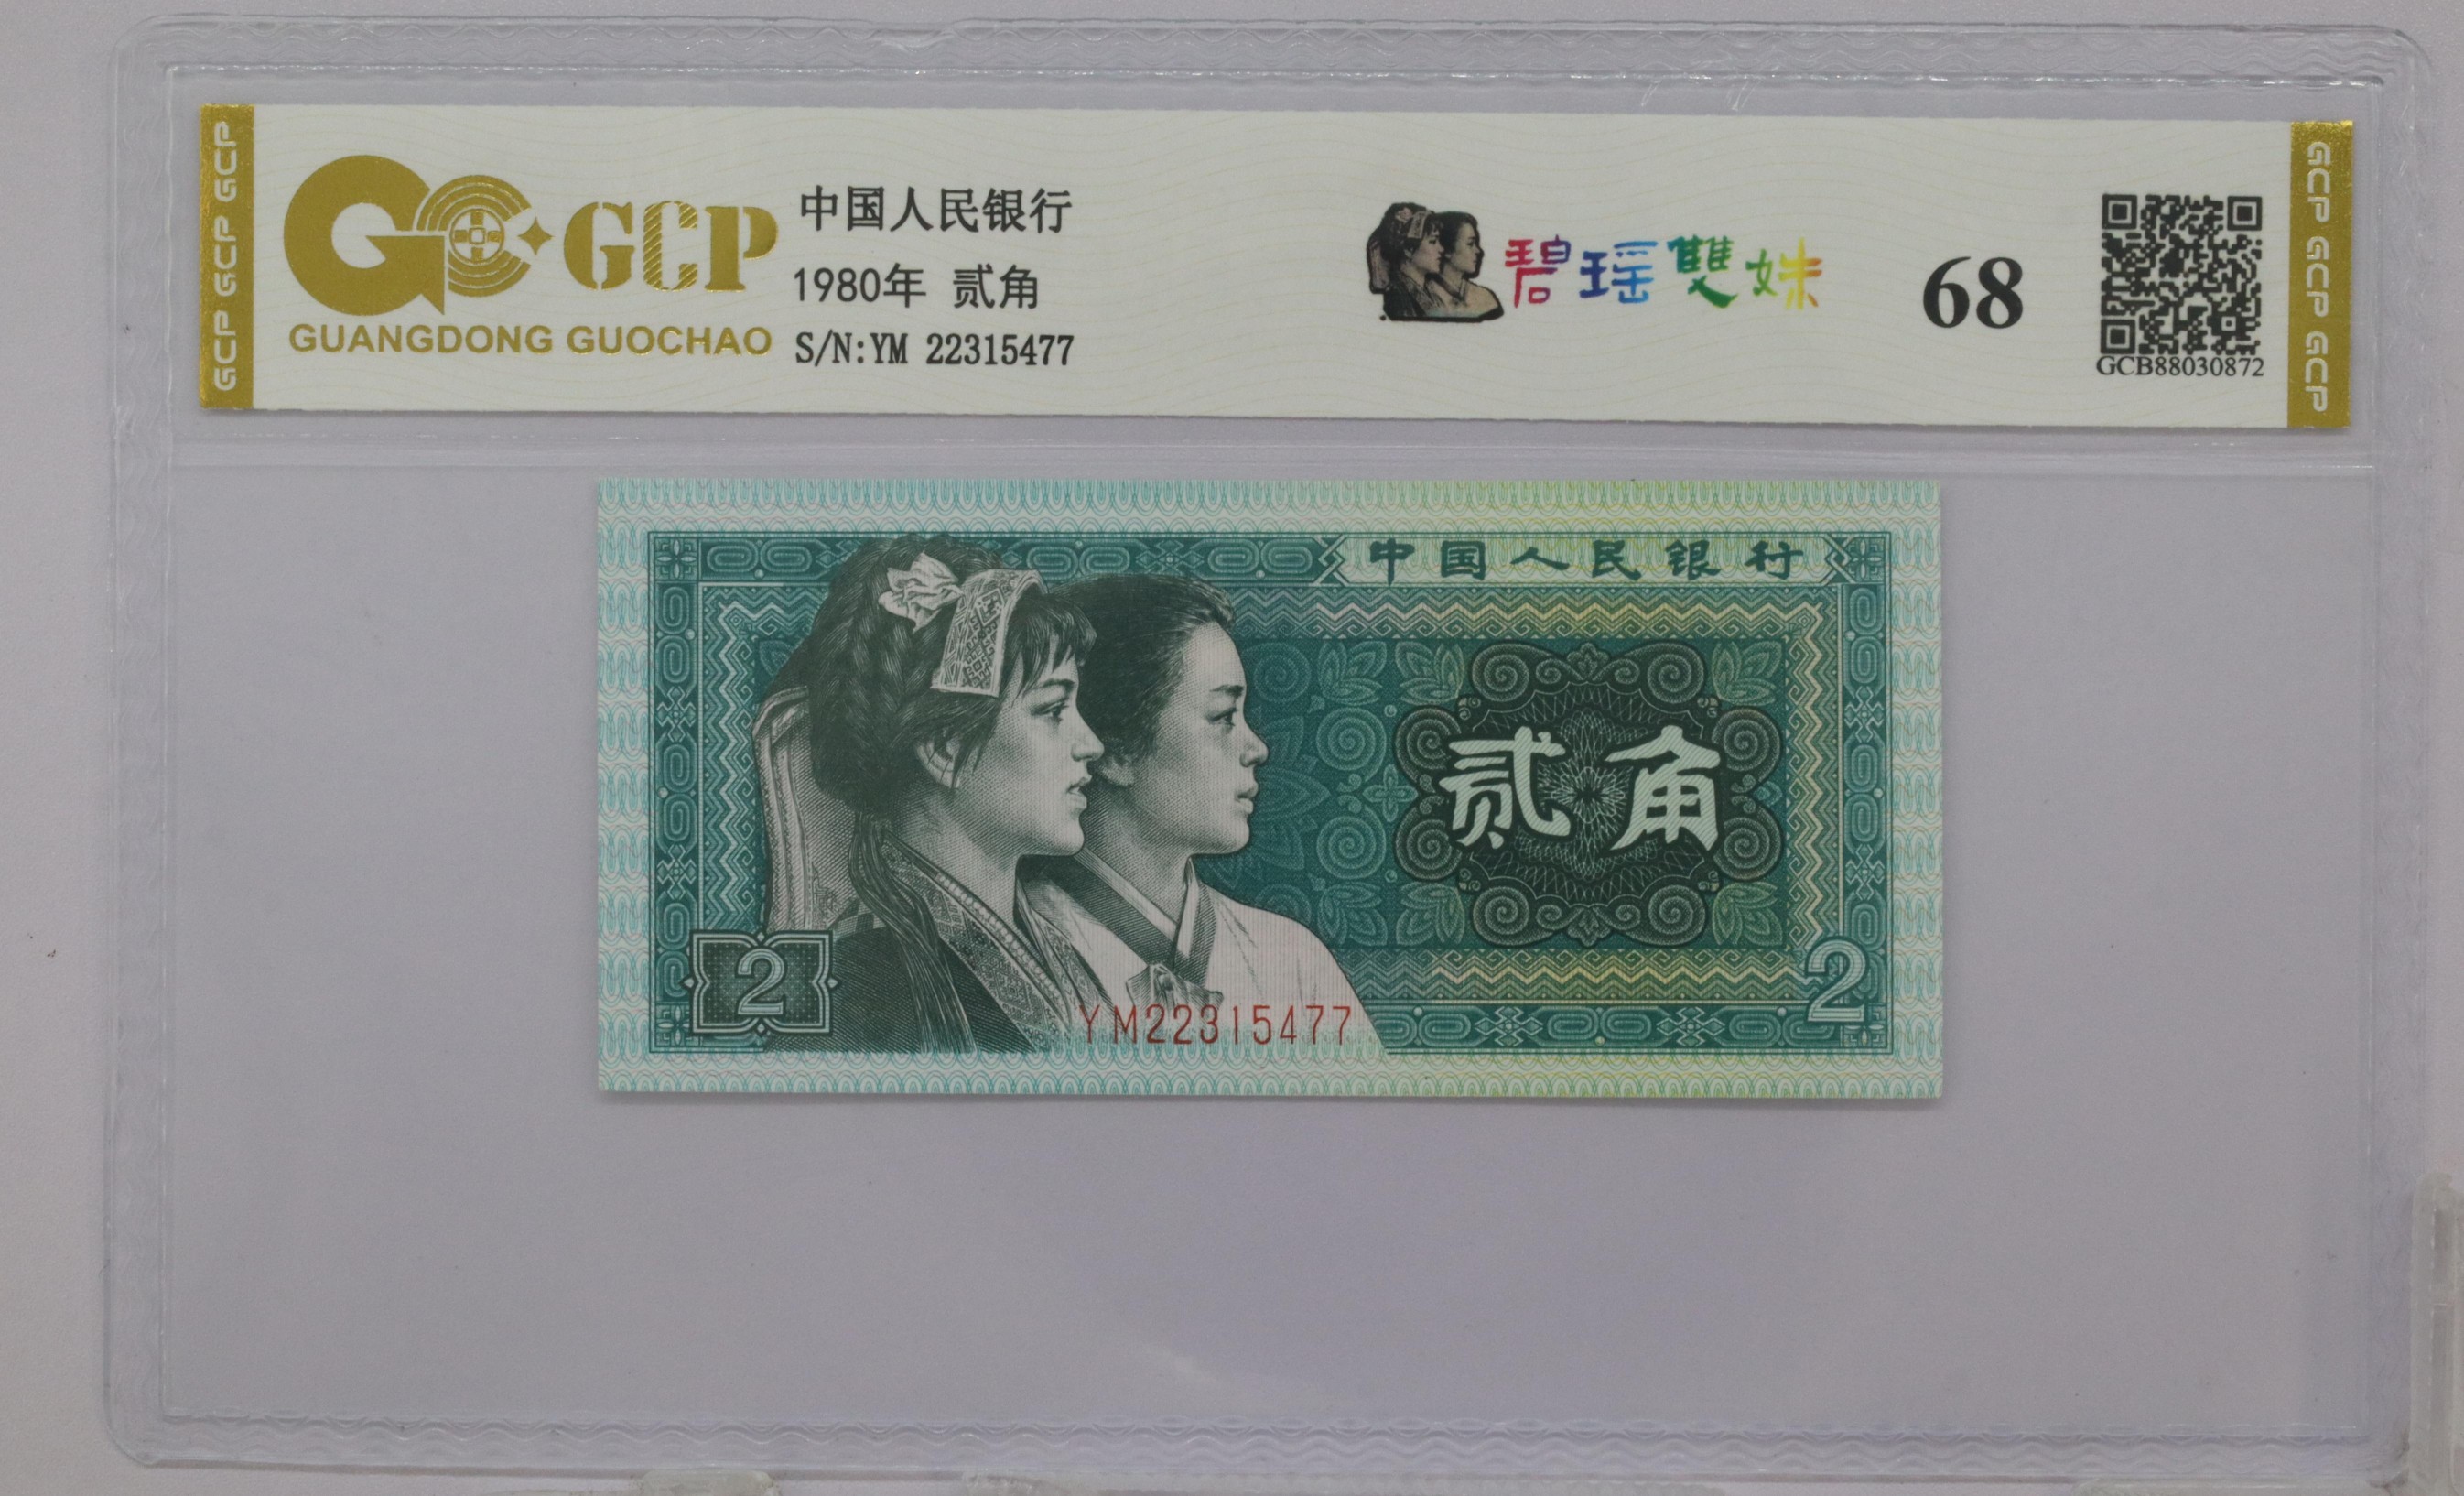 GCP GCP GCP
GCP
GUANGDONG GUOCHAO
中国人民银行
1980年 贰角
S/N:YM 22315477
碧瑶雙姝
68
GCB88030872
GCP GCP GCP
中国人民银行
贰角
2
YM22315477
2